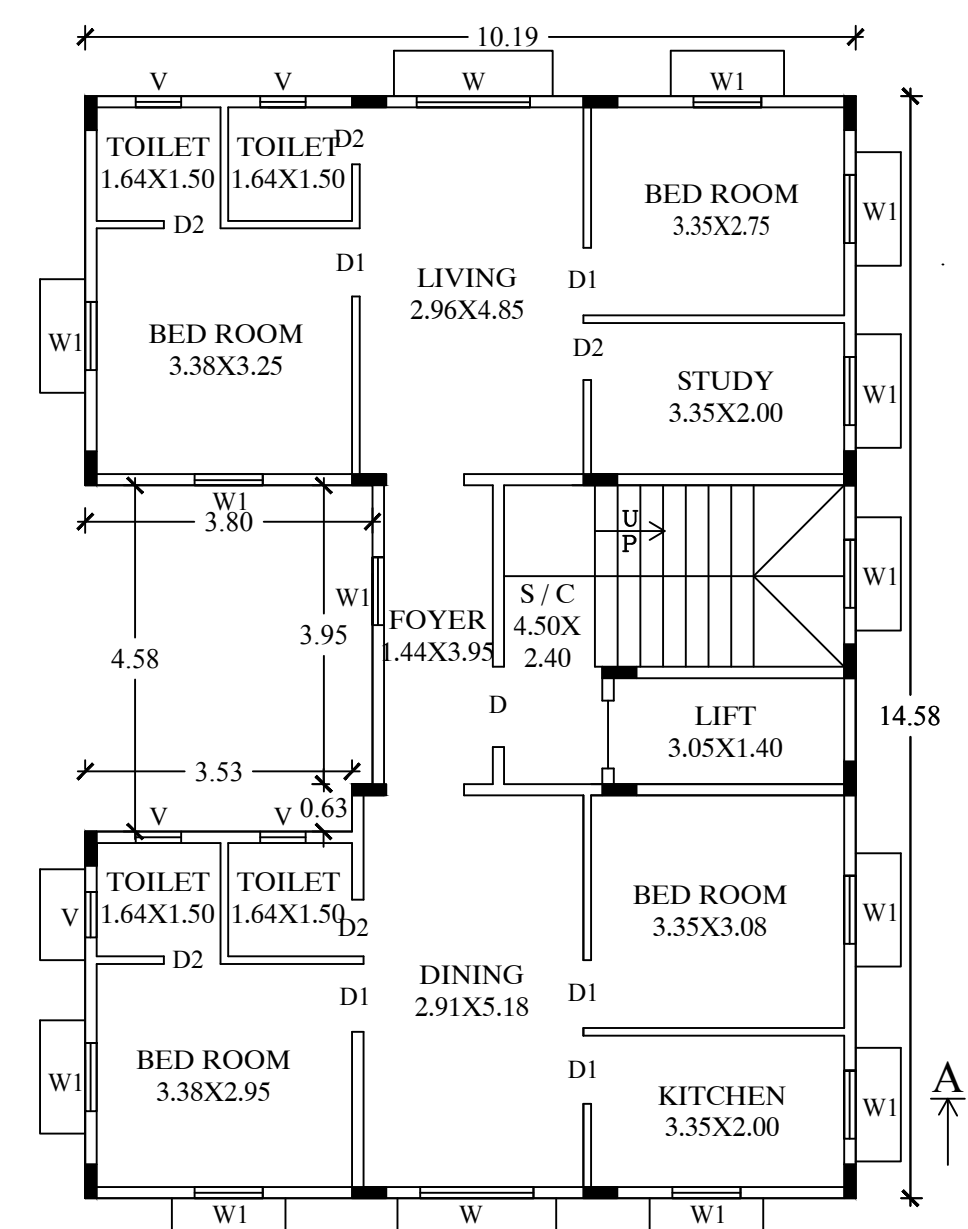 10.19
V
V
W
W1
TOILET
1.64X1.50
TOILET
1.64X1.50
D2
BED ROOM
3.35X2.75
W1
D2
D1
LIVING
2.96X4.85
D1
W1
BED ROOM
3.38X3.25
D2
STUDY
3.35X2.00
W1
W1
3.80
UP
W1
S / C
4.50X
2.40
W1
FOYER
1.44X3.95
3.95
4.58
D
LIFT
3.05X1.40
14.58
3.53
V
V
0.63
TOILET
1.64X1.50
TOILET
1.64X1.50
D2
V
BED ROOM
3.35X3.08
W1
D2
D1
DINING
2.91X5.18
D1
W1
BED ROOM
3.38X2.95
D1
KITCHEN
3.35X2.00
W1
A
W1
W
W1